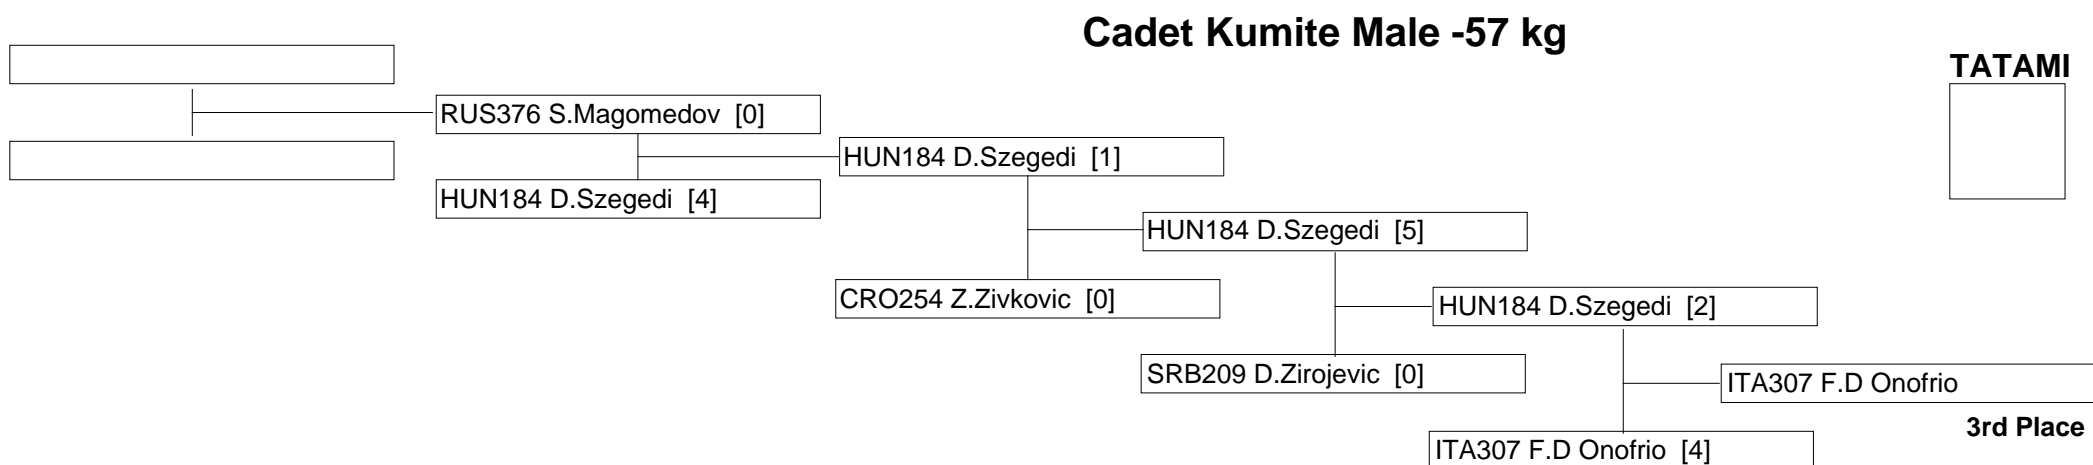 Cadet Kumite Male -57 kg
TATAMI
RUS376 S.Magomedov [0]
HUN184 D.Szegedi [1]
HUN184 D.Szegedi [4]
HUN184 D.Szegedi [5]
CRO254 Z.Zivkovic [0]
HUN184 D.Szegedi [2]
SRB209 D.Zirojevic [0]
ITA307 F.D Onofrio
3rd Place
ITA307 F.D Onofrio [4]